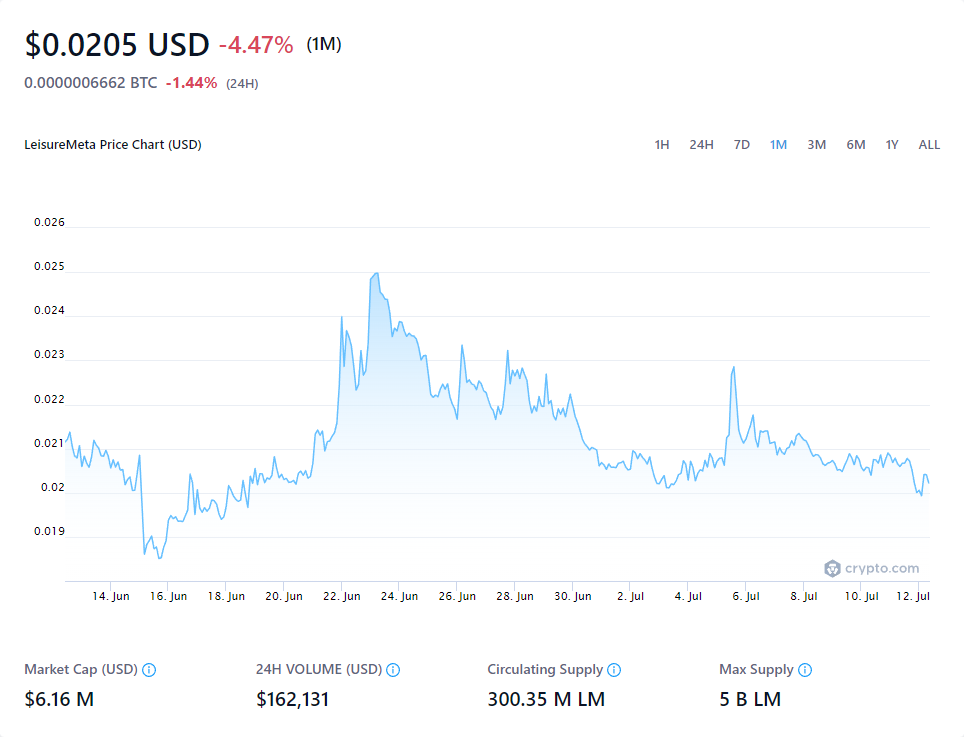 $0.0205 USD -4.47% (1M)
0.0000006662 BTC -1.44% (24H)
LeisureMeta Price Chart (USD) 1H 24H 7D 1M 3M 6M 1Y ALL
0.026
0.025
0.024
0.023
0.022
0.021
0.02
0.019
crypto.com
14. Jun 16. Jun 18. Jun 20. Jun 22. Jun 24. Jun 26. Jun 28. Jun 30. Jun 2. Jul 4. Jul 6. Jul 8. Jul 10. Jul 12. Jul
Market Cap (USD) 24H VOLUME (USD) Circulating Supply Max Supply
$6.16 M $162,131 300.35 M LM 5 B LM